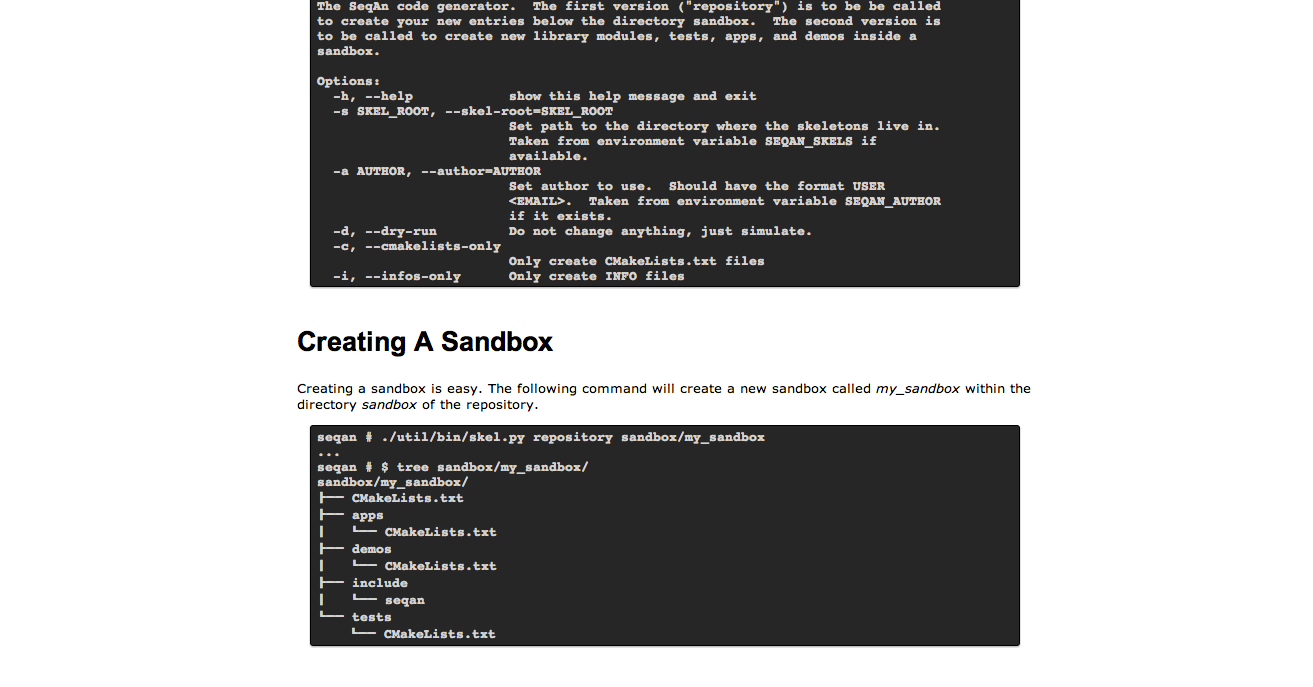 The SeqAn code generator.  The first version ("repository") is to be be called
to create your new entries below the directory sandbox.  The second version is
to be called to create new library modules, tests, apps, and demos inside a
sandbox.
Options:
  -h, --help            show this help message and exit
  -s SKEL_ROOT, --skel-root=SKEL_ROOT
                        Set path to the directory where the skeletons live in.
                        Taken from environment variable SEQAN_SKELS if
                        available.
  -a AUTHOR, --author=AUTHOR
                        Set author to use.  Should have the format USER
                        <EMAIL>.  Taken from environment variable SEQAN_AUTHOR
                        if it exists.
  -d, --dry-run         Do not change anything, just simulate.
  -c, --cmakelists-only
                        Only create CMakeLists.txt files
  -i, --infos-only      Only create INFO files
Creating A Sandbox
Creating a sandbox is easy. The following command will create a new sandbox called my_sandbox within the
directory sandbox of the repository.
seqan # ./util/bin/skel.py repository sandbox/my_sandbox
...
seqan # $ tree sandbox/my_sandbox/
sandbox/my_sandbox/
├── CMakeLists.txt
├── apps
│   └── CMakeLists.txt
├── demos
│   └── CMakeLists.txt
├── include
│   └── seqan
└── tests
    └── CMakeLists.txt